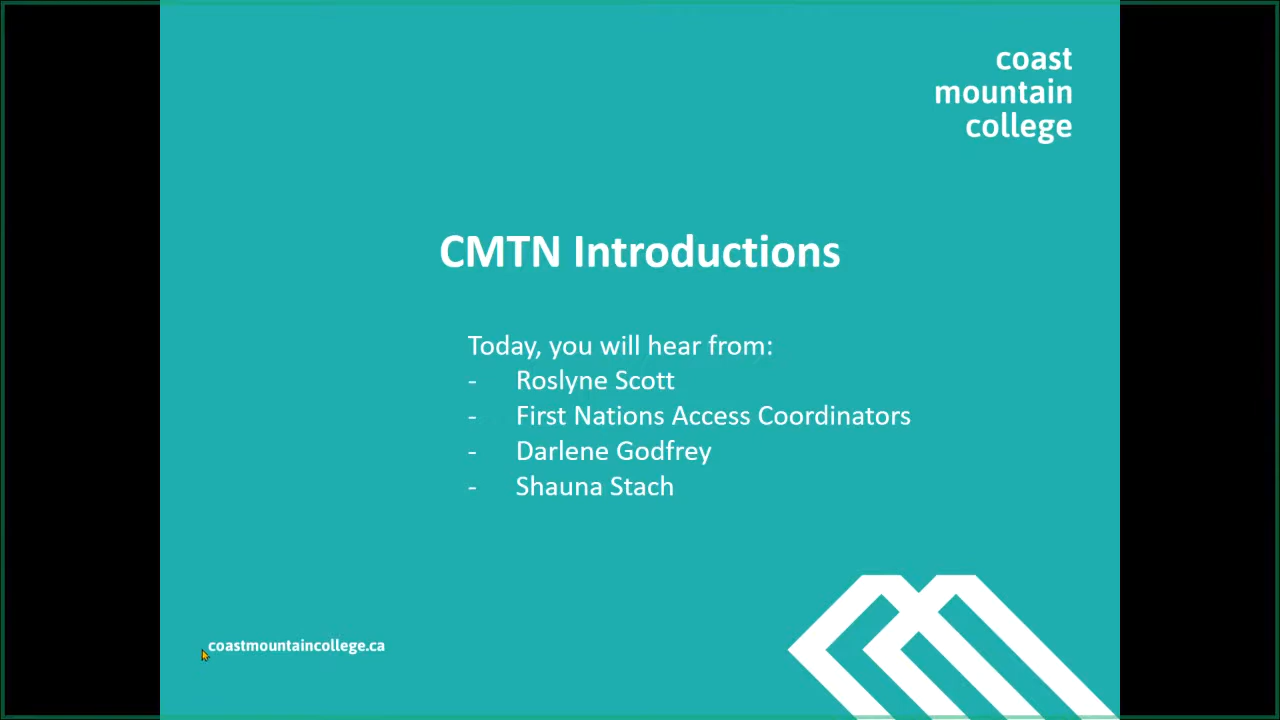 coast
mountain
college
CMTN Introductions
Today, you will hear from:
- Roslyne Scott
- First Nations Access Coordinators
- Darlene Godfrey
- Shauna Stach
coastmountaincollege.ca